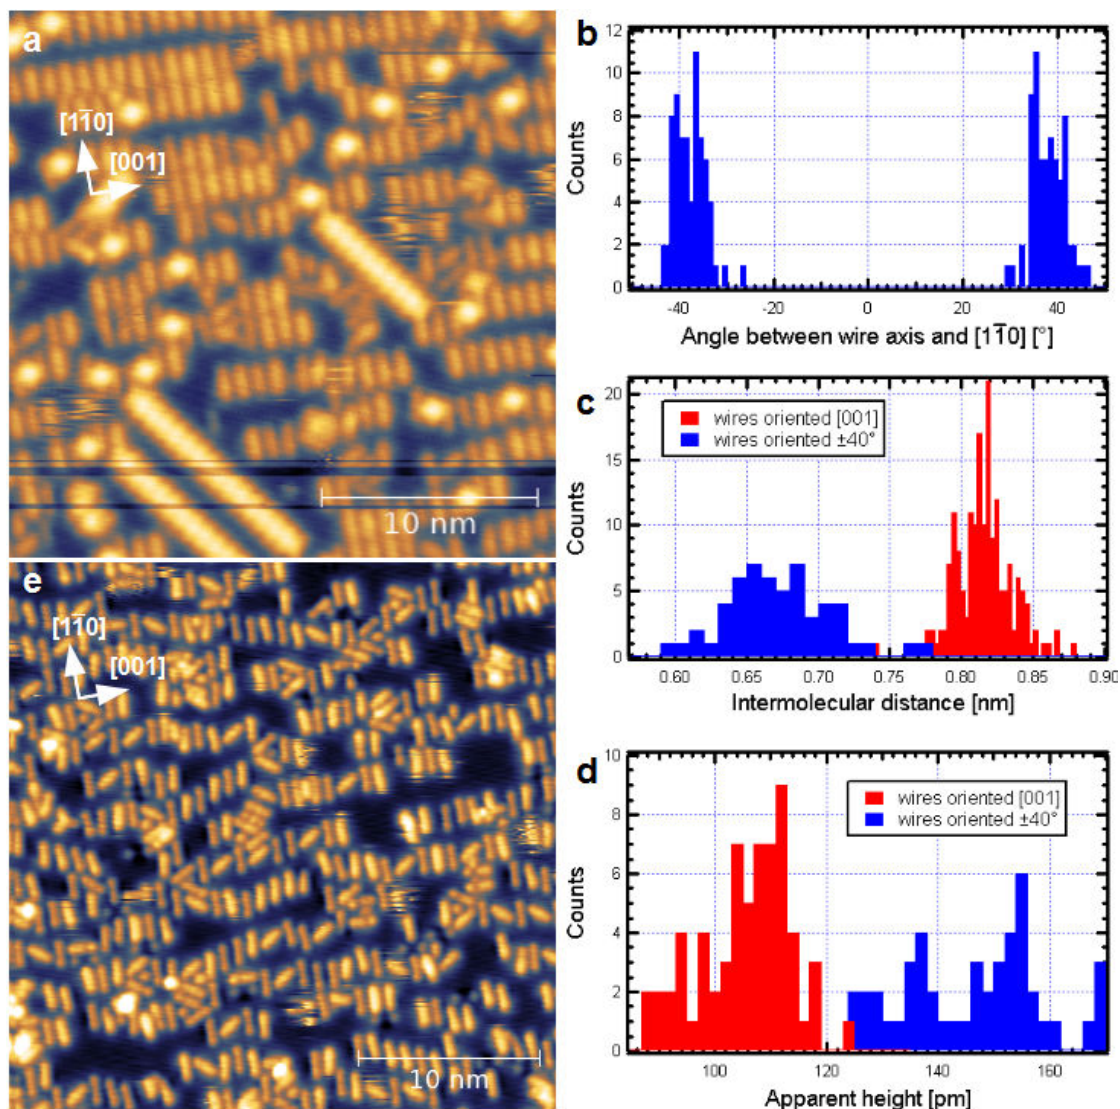 a
[11̅0]
[001]
10 nm
b
12
10
8
6
4
2
0
Counts
-40
-20
0
20
40
Angle between wire axis and [11̅0] [°]
c
20
15
10
5
0
Counts
wires oriented [001]
wires oriented ±40°
0.60
0.65
0.70
0.75
0.80
0.85
0.90
Intermolecular distance [nm]
e
[11̅0]
[001]
10 nm
d
10
8
6
4
2
0
Counts
wires oriented [001]
wires oriented ±40°
100
120
140
160
Apparent height [pm]